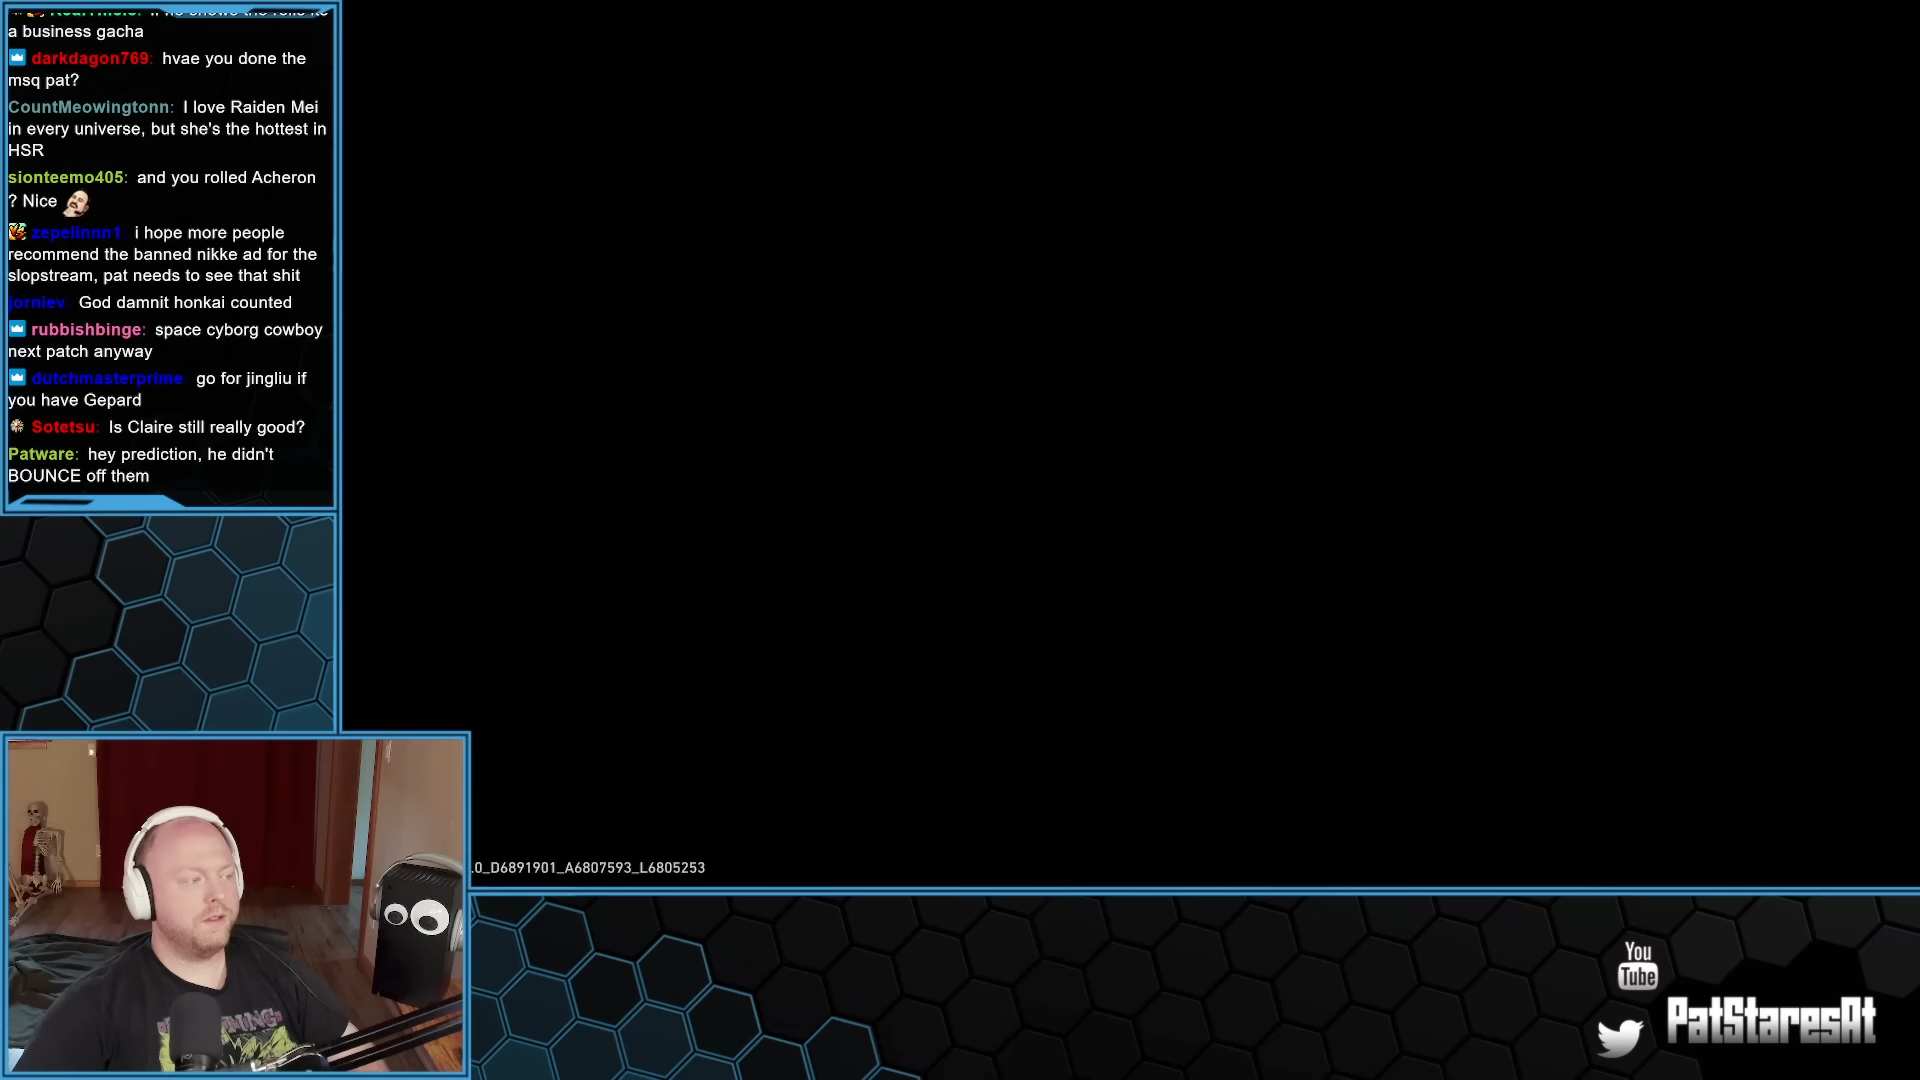 a business gacha
darkdagon769: hvae you done the
msq pat?
CountMeowingtonn: I love Raiden Mei
in every universe, but she's the hottest in
HSR
sionteemo405: and you rolled Acheron
? Nice
zepelinnn1: i hope more people
recommend the banned nikke ad for the
slopstream, pat needs to see that shit
jorniev: God damnit honkai counted
rubbishbinge: space cyborg cowboy
next patch anyway
dutchmasterprime: go for jingliu if
you have Gepard
Sotetsu: Is Claire still really good?
Patware: hey prediction, he didn't
BOUNCE off them
.0_D6891901_A6807593_L6805253
You
Tube
PatStaresAt